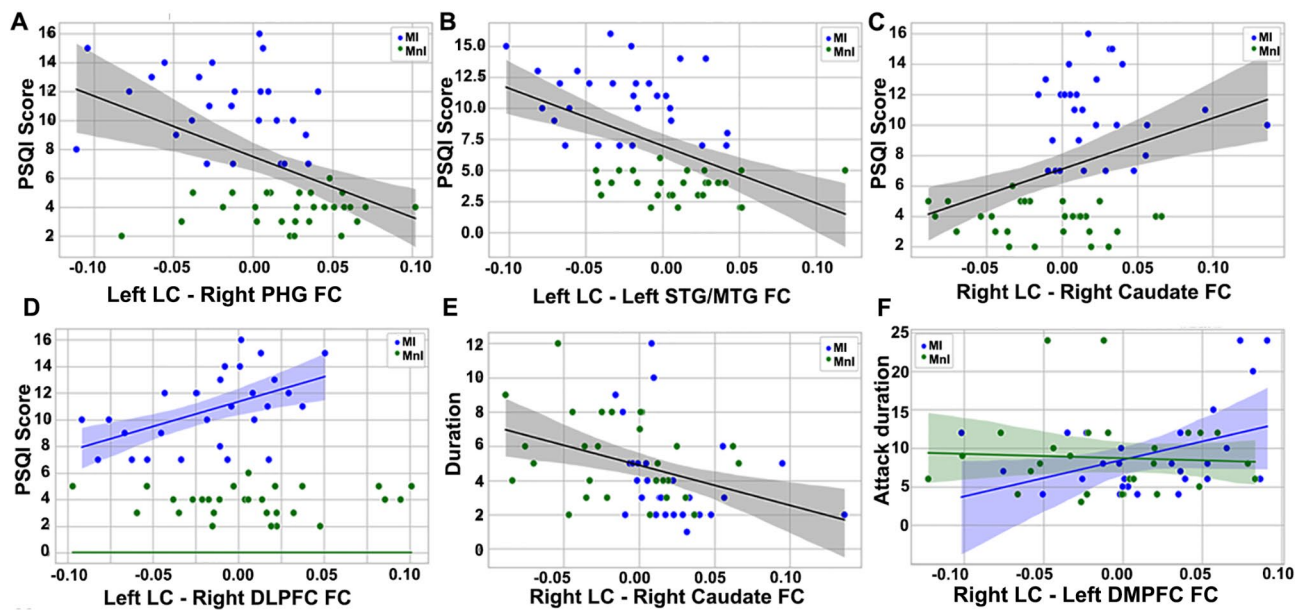 A
PSQI Score
16
14
12
10
8
6
4
2
MI
MnI
-0.10
-0.05
0.00
0.05
0.10
Left LC - Right PHG FC
B
PSQI Score
15.0
12.5
10.0
7.5
5.0
2.5
0.0
MI
MnI
-0.10
-0.05
0.00
0.05
0.10
Left LC - Left STG/MTG FC
C
PSQI Score
16
14
12
10
8
6
4
2
MI
MnI
-0.05
0.00
0.05
0.10
Right LC - Right Caudate FC
D
PSQI Score
16
14
12
10
8
6
4
2
0
MI
MnI
-0.10
-0.05
0.00
0.05
0.10
Left LC - Right DLPFC FC
E
Duration
12
10
8
6
4
2
0
MI
MnI
-0.05
0.00
0.05
0.10
Right LC - Right Caudate FC
F
Attack duration
25
20
15
10
5
0
MI
MnI
-0.10
-0.05
0.00
0.05
0.10
Right LC - Left DMPFC FC